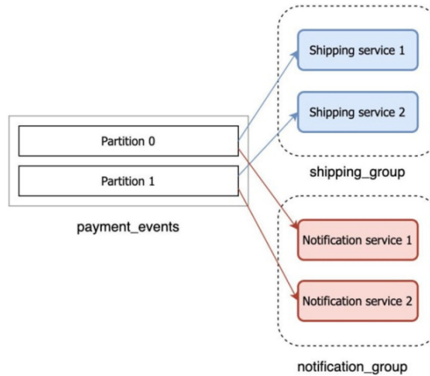 Shipping service 1
Shipping service 2
shipping_group
Partition 0
Partition 1
payment_events
Notification service 1
Notification service 2
notification_group